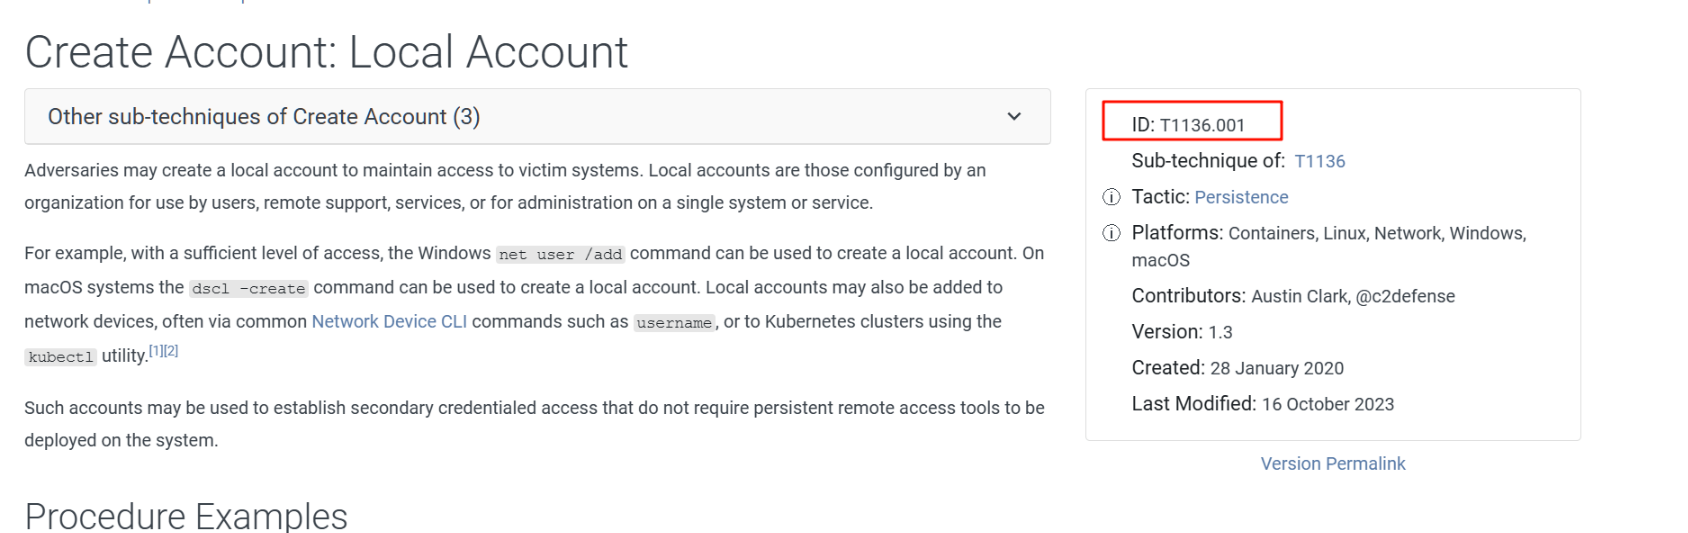 Create Account: Local Account
Other sub-techniques of Create Account (3)
Adversaries may create a local account to maintain access to victim systems. Local accounts are those configured by an
organization for use by users, remote support, services, or for administration on a single system or service.
For example, with a sufficient level of access, the Windows net user /add command can be used to create a local account. On
macOS systems the dscl -create command can be used to create a local account. Local accounts may also be added to
network devices, often via common Network Device CLI commands such as username, or to Kubernetes clusters using the
kubectl utility.[1][2]
Such accounts may be used to establish secondary credentialed access that do not require persistent remote access tools to be
deployed on the system.
Procedure Examples
ID: T1136.001
Sub-technique of: T1136
Tactic: Persistence
Platforms: Containers, Linux, Network, Windows,
macOS
Contributors: Austin Clark, @c2defense
Version: 1.3
Created: 28 January 2020
Last Modified: 16 October 2023
Version Permalink